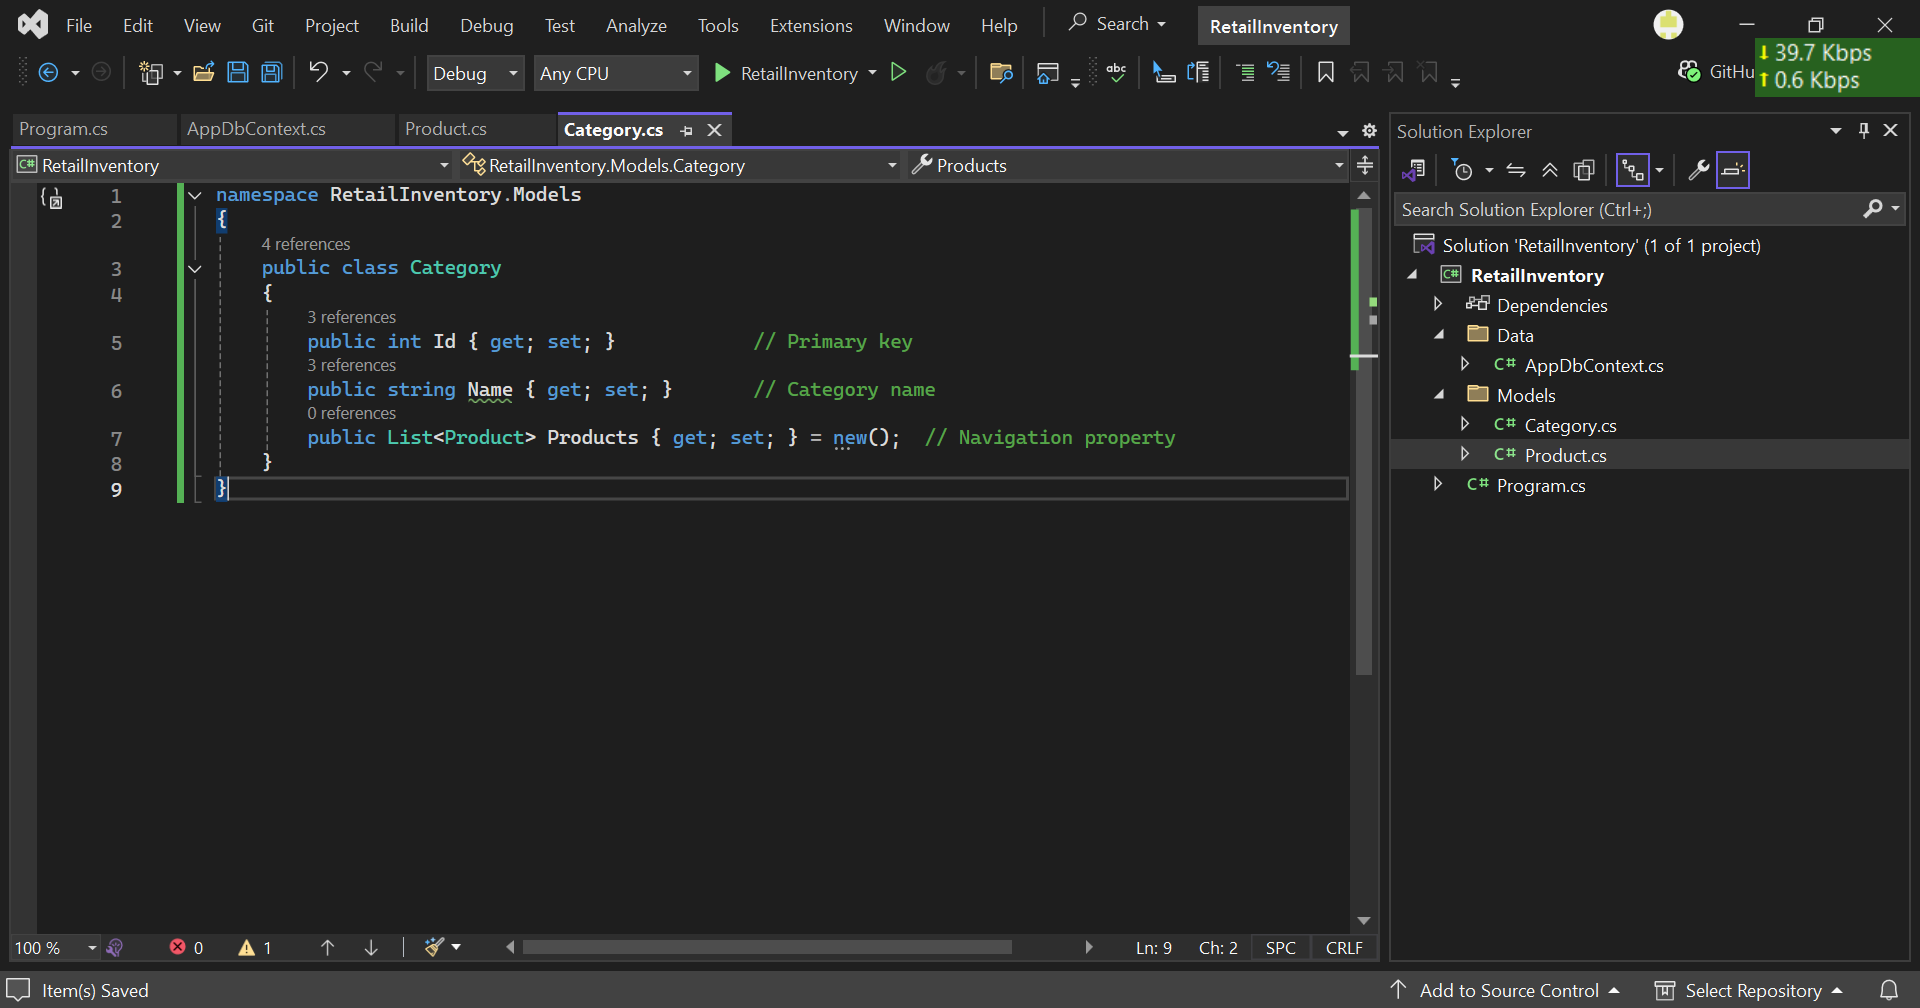 File Edit View Git Project Build Debug Test Analyze Tools Extensions Window Help Search RetailInventory
39.7 Kbps
0.6 Kbps
Debug Any CPU RetailInventory GitHu
Program.cs AppDbContext.cs Product.cs Category.cs
RetailInventory RetailInventory.Models.Category Products
1 namespace RetailInventory.Models
2 {
4 references
3 public class Category
4 {
3 references
5 public int Id { get; set; } // Primary key
3 references
6 public string Name { get; set; } // Category name
0 references
7 public List<Product> Products { get; set; } = new(); // Navigation property
8 }
9 }
100 % 0 1 Ln: 9 Ch: 2 SPC CRLF
Solution Explorer
Search Solution Explorer (Ctrl+;)
Solution 'RetailInventory' (1 of 1 project)
C# RetailInventory
Dependencies
Data
C# AppDbContext.cs
Models
C# Category.cs
C# Product.cs
C# Program.cs
Item(s) Saved Add to Source Control Select Repository